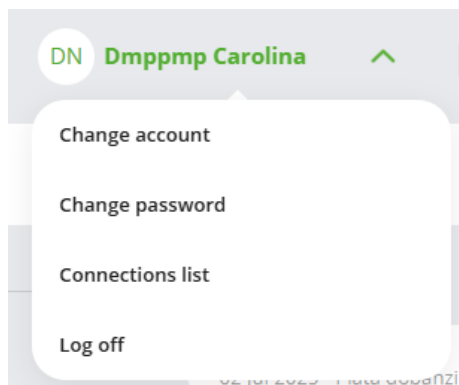 DN Dmppmp Carolina
Change account
Change password
Connections list
Log off